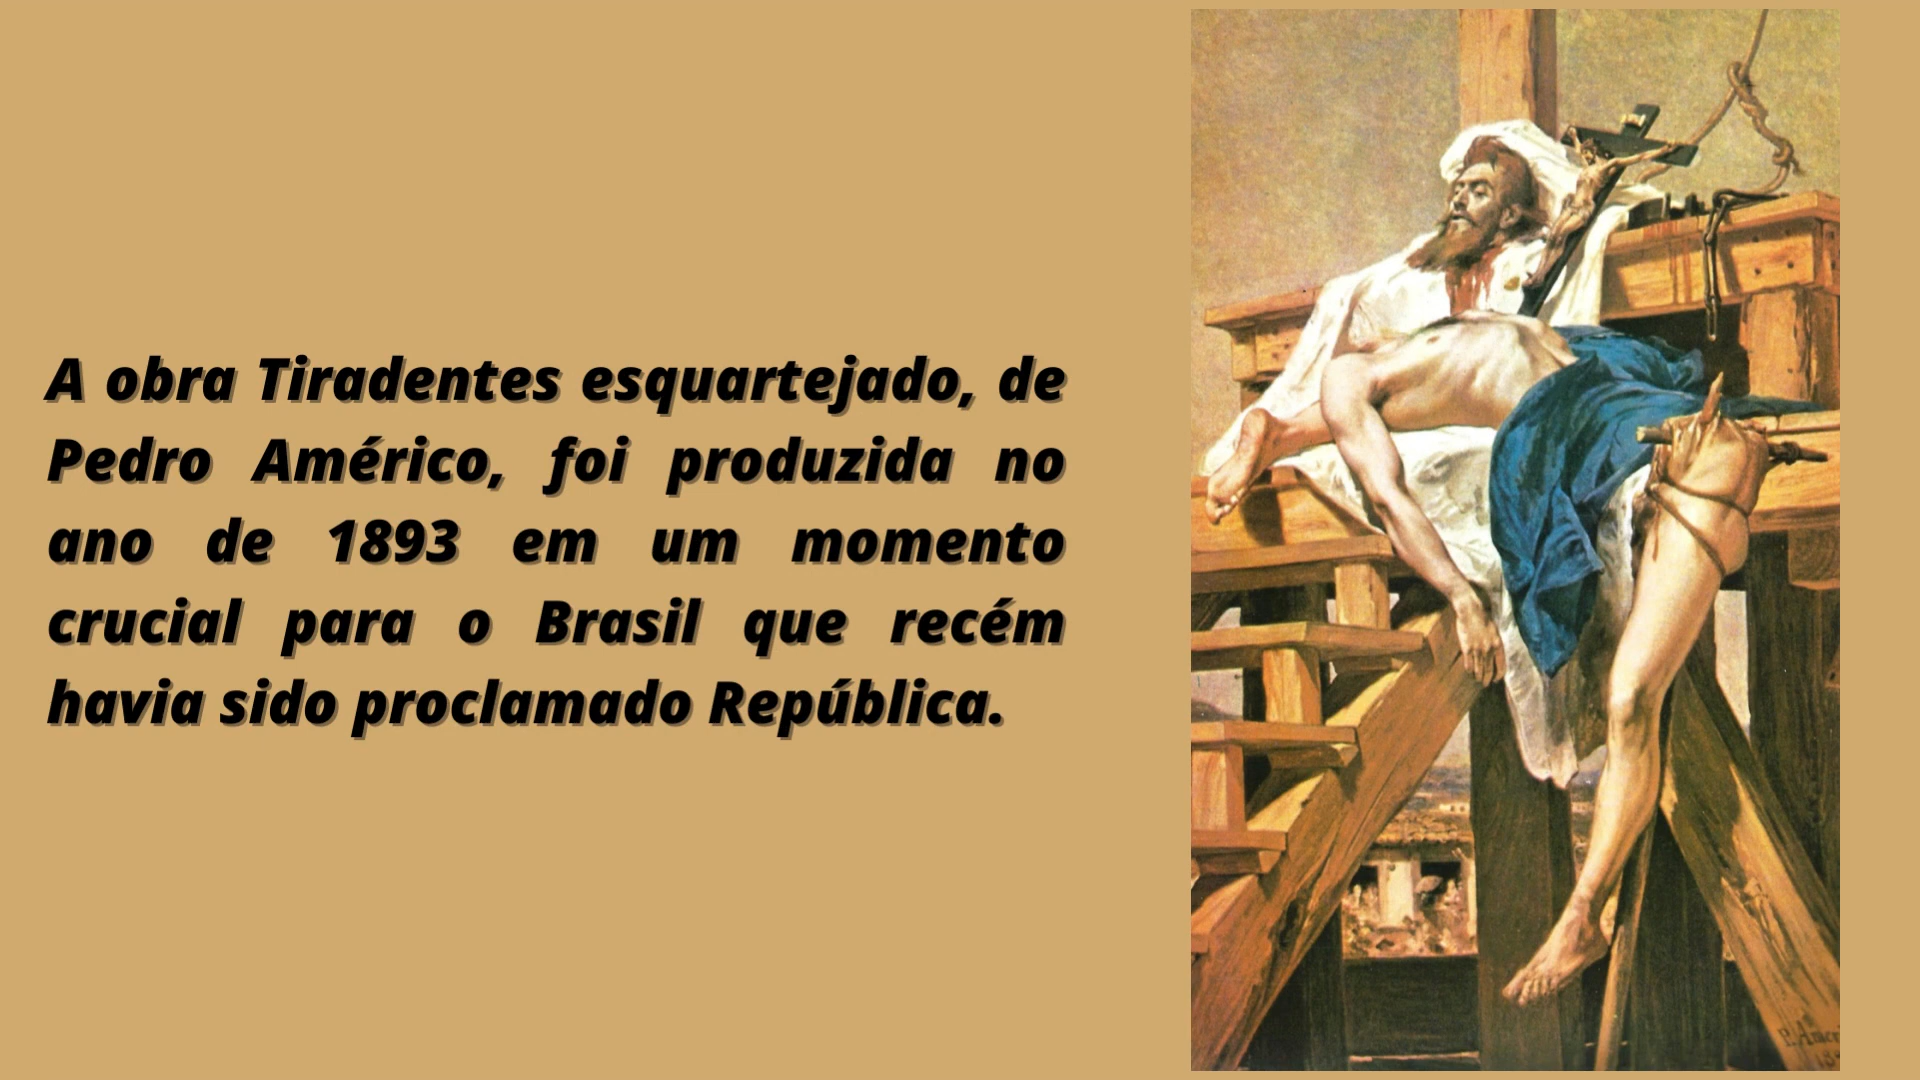 A obra Tiradentes esquartejado, de
Pedro Américo, foi produzida no
ano de 1893 em um momento
crucial para o Brasil que recém
havia sido proclamado República.